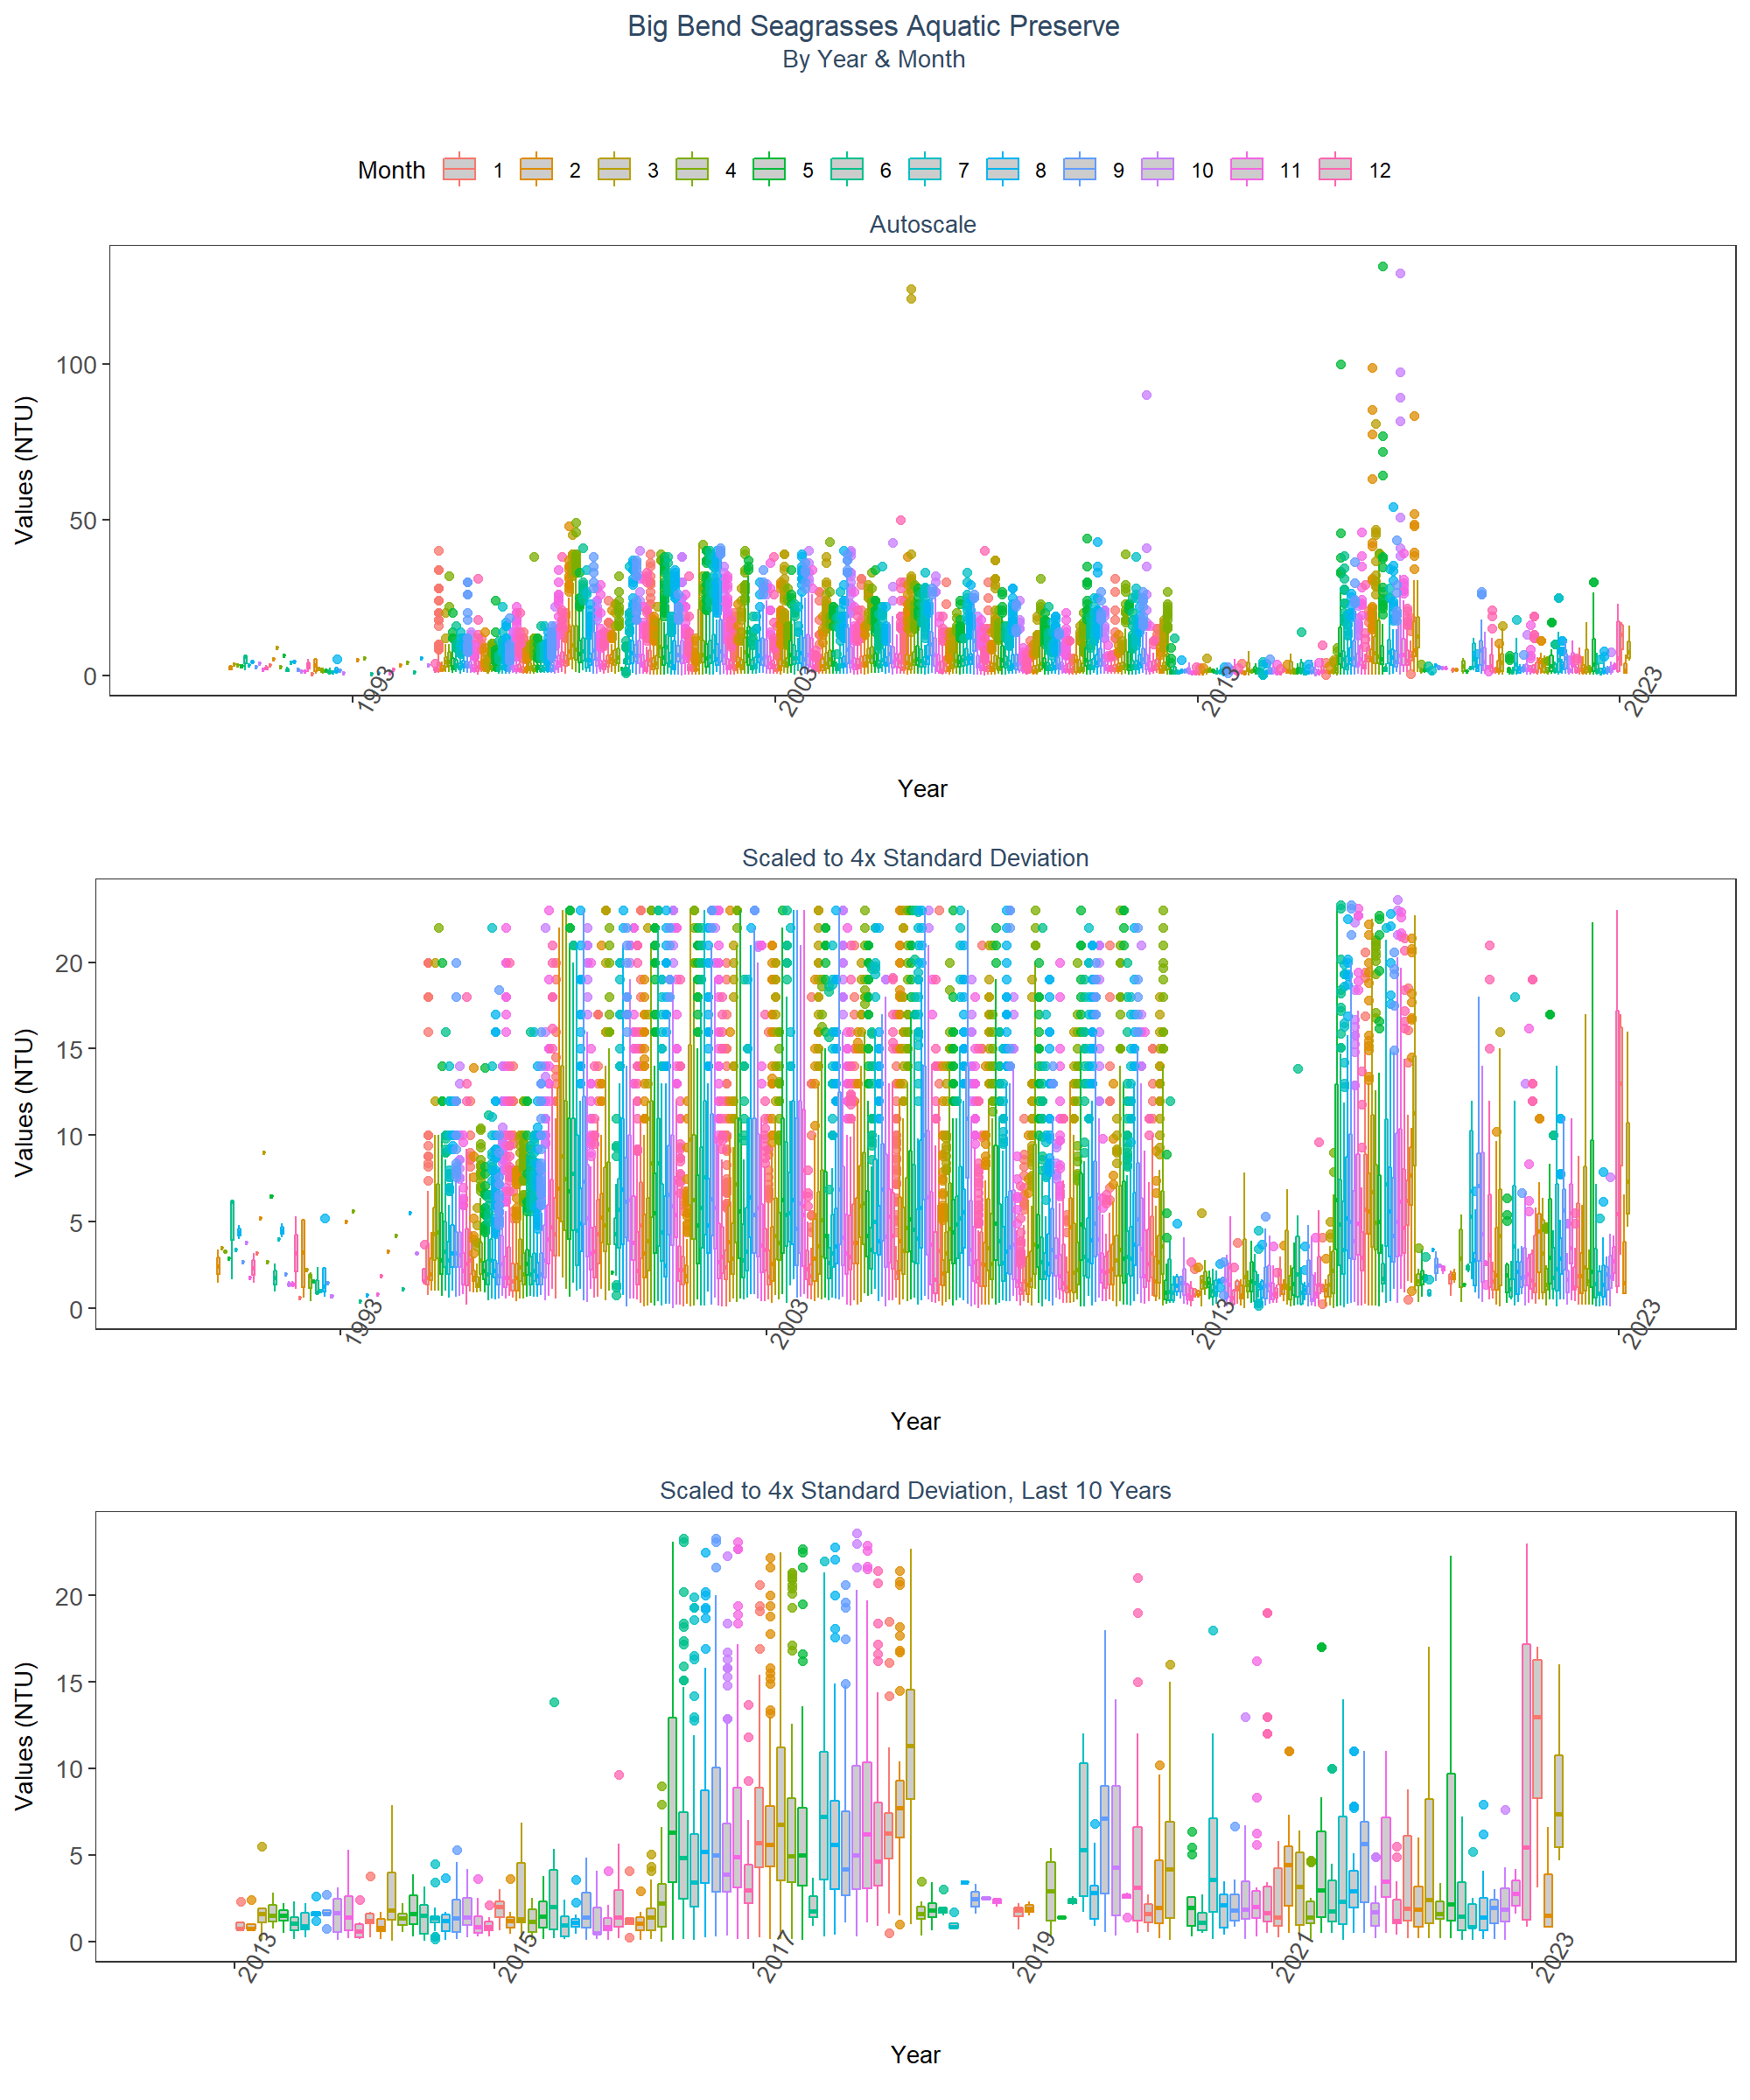 Big Bend Seagrasses Aquatic Preserve
By Year & Month
Month 1 2 3 4 5 6 7 8 9 10 11 12
Autoscale
Values (NTU)
100
50
0
1993 2003 2013 2023
Year
Scaled to 4x Standard Deviation
Values (NTU)
20
15
10
5
0
1993 2003 2013 2023
Year
Scaled to 4x Standard Deviation, Last 10 Years
Values (NTU)
20
15
10
5
0
2013 2015 2017 2019 2021 2023
Year